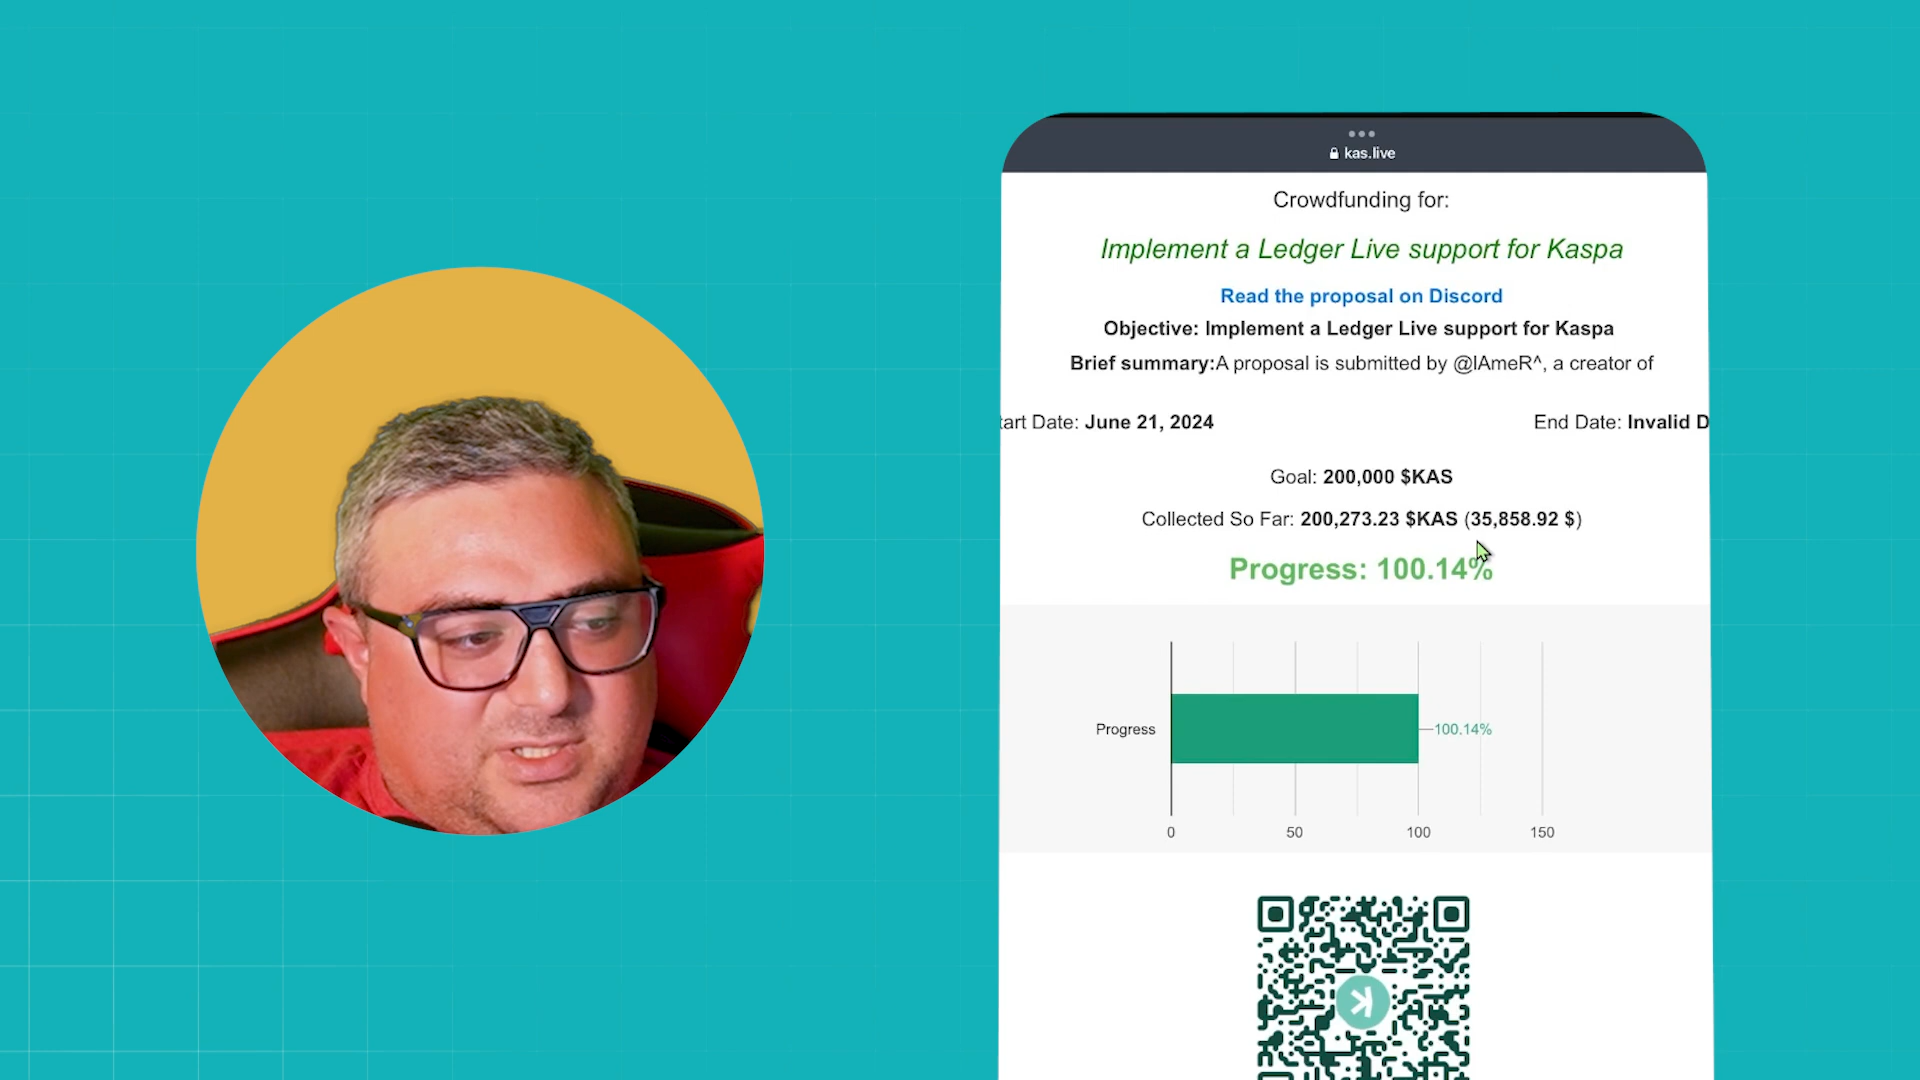 kas.live
Crowdfunding for:
Implement a Ledger Live support for Kaspa
Read the proposal on Discord
Objective: Implement a Ledger Live support for Kaspa
Brief summary:A proposal is submitted by @IAmeR^, a creator of
tart Date: June 21, 2024 End Date: Invalid D
Goal: 200,000 $KAS
Collected So Far: 200,273.23 $KAS (35,858.92 $)
Progress: 100.14%
Progress 100.14%
0 50 100 150